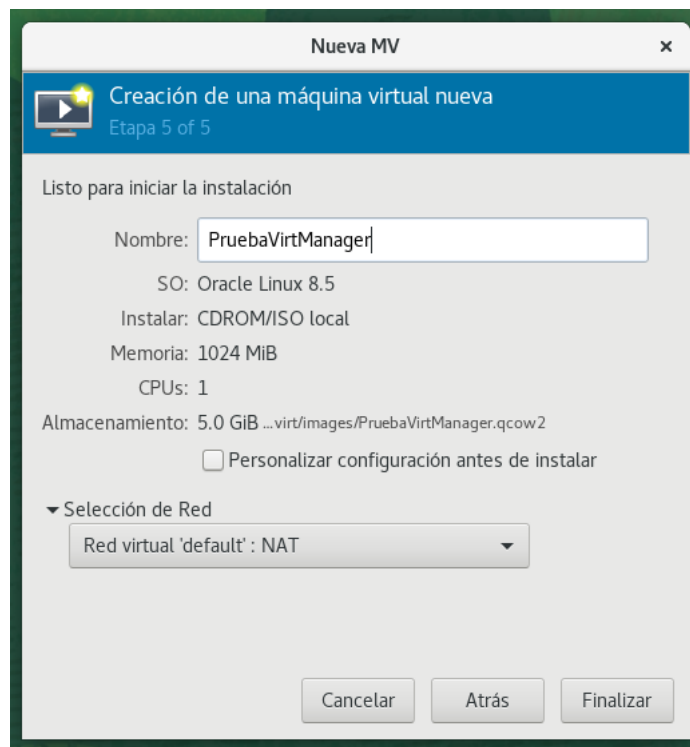 Nueva MV
Creación de una máquina virtual nueva
Etapa 5 of 5
Listo para iniciar la instalación
Nombre: PruebaVirtManager
SO: Oracle Linux 8.5
Instalar: CDROM/ISO local
Memoria: 1024 MiB
CPUs: 1
Almacenamiento: 5.0 GiB ...virt/images/PruebaVirtManager.qcow2
Personalizar configuración antes de instalar
Selección de Red
Red virtual 'default' : NAT
Cancelar Atrás Finalizar